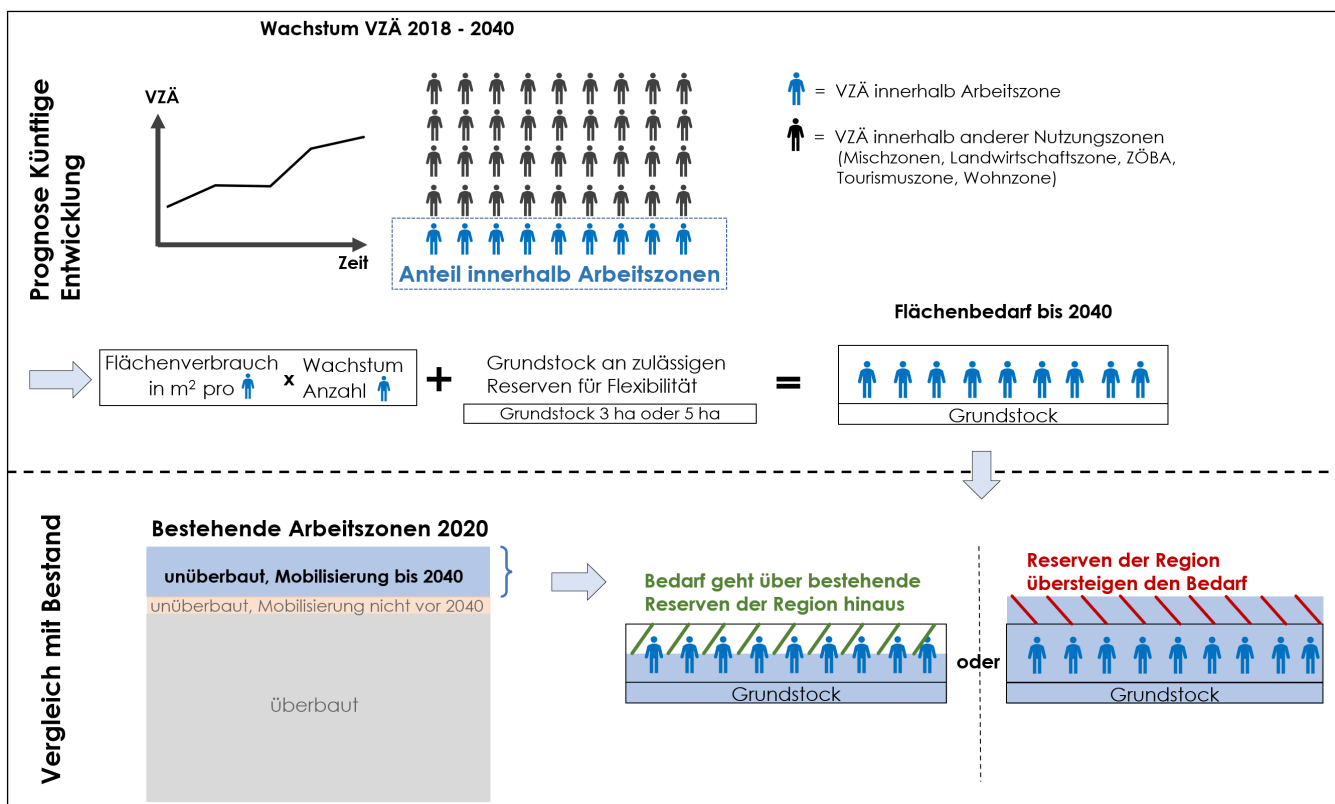 Wachstum VZÄ 2018 - 2040
Prognose Künftige
Entwicklung
VZÄ
Zeit
Anteil innerhalb Arbeitszonen
= VZÄ innerhalb Arbeitszone
= VZÄ innerhalb anderer Nutzungszonen
(Mischzonen, Landwirtschaftszone, ZÖBA,
Tourismuszone, Wohnzone)
Flächenverbrauch
in m² pro
x
Wachstum
Anzahl
+
Grundstock an zulässigen
Reserven für Flexibilität
Grundstock 3 ha oder 5 ha
=
Flächenbedarf bis 2040
Grundstock
Vergleich mit Bestand
Bestehende Arbeitszonen 2020
unüberbaut, Mobilisierung bis 2040
unüberbaut, Mobilisierung nicht vor 2040
überbaut
Bedarf geht über bestehende
Reserven der Region hinaus
Grundstock
oder
Reserven der Region
übersteigen den Bedarf
Grundstock